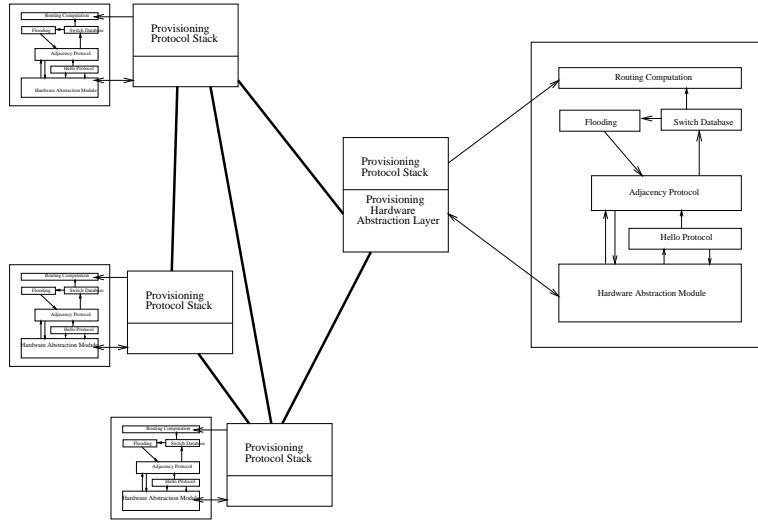 Routing Computation
Flooding
Switch Database
Adjacency Protocol
Hello Protocol
Hardware Abstraction Module
Provisioning
Protocol Stack
Provisioning
Protocol Stack
Provisioning
Hardware
Abstraction Layer
Routing Computation
Flooding
Switch Database
Adjacency Protocol
Hello Protocol
Hardware Abstraction Module
Routing Computation
Flooding
Switch Database
Adjacency Protocol
Hello Protocol
Hardware Abstraction Module
Provisioning
Protocol Stack
Routing Computation
Flooding
Switch Database
Adjacency Protocol
Hello Protocol
Hardware Abstraction Module
Provisioning
Protocol Stack